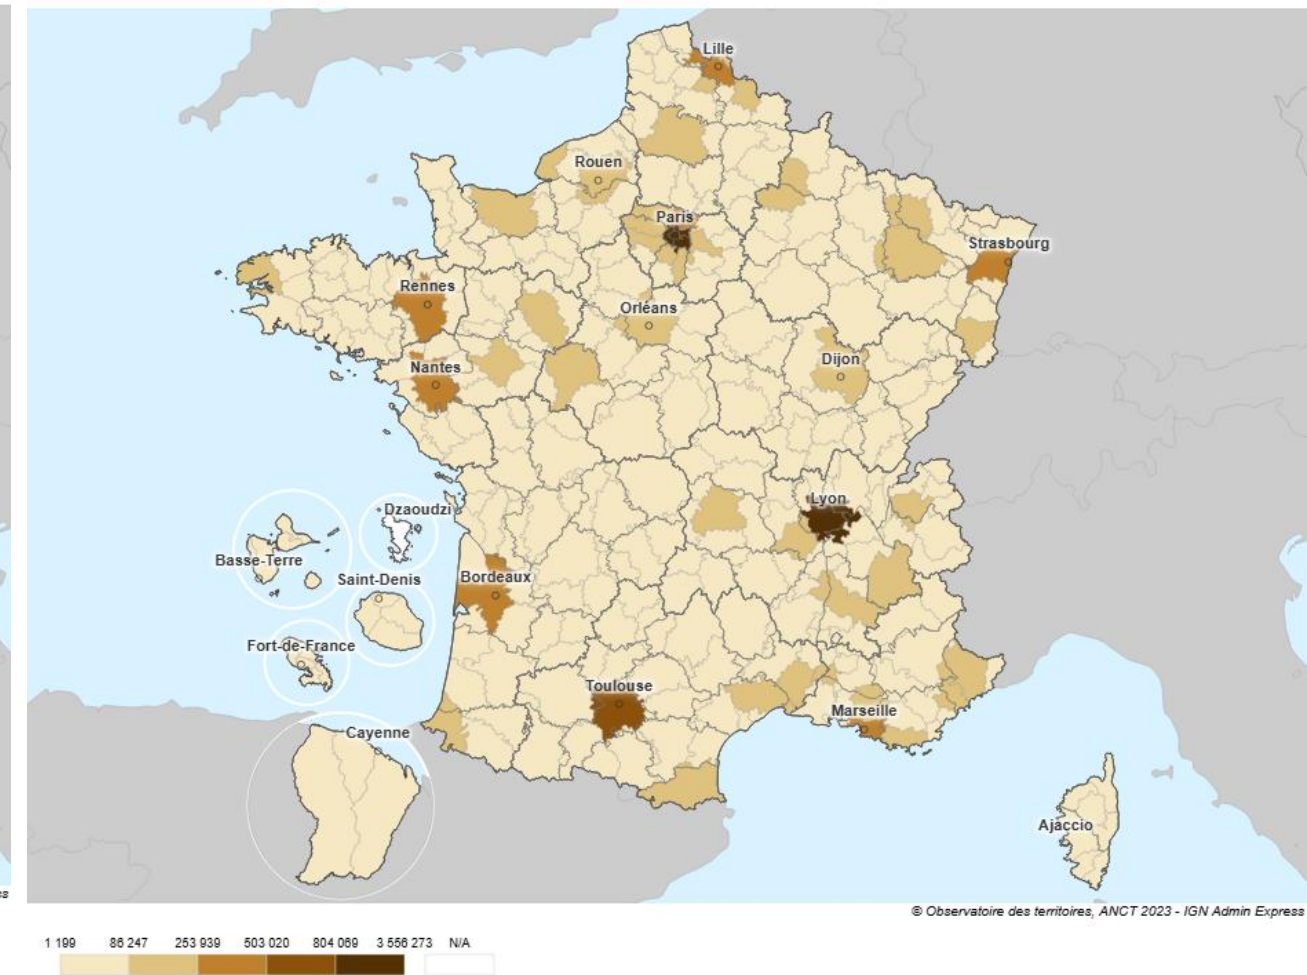 Lille
Rouen
Paris
Strasbourg
Rennes
Orléans
Dijon
Nantes
Lyon
Dzaoudzi
Basse-Terre
Saint-Denis
Bordeaux
Fort-de-France
Toulouse
Marseille
Cayenne
Ajaccio
© Observatoire des territoires, ANCT 2023 - IGN Admin Express
1 199 86 247 253 939 503 020 804 069 3 556 273 N/A